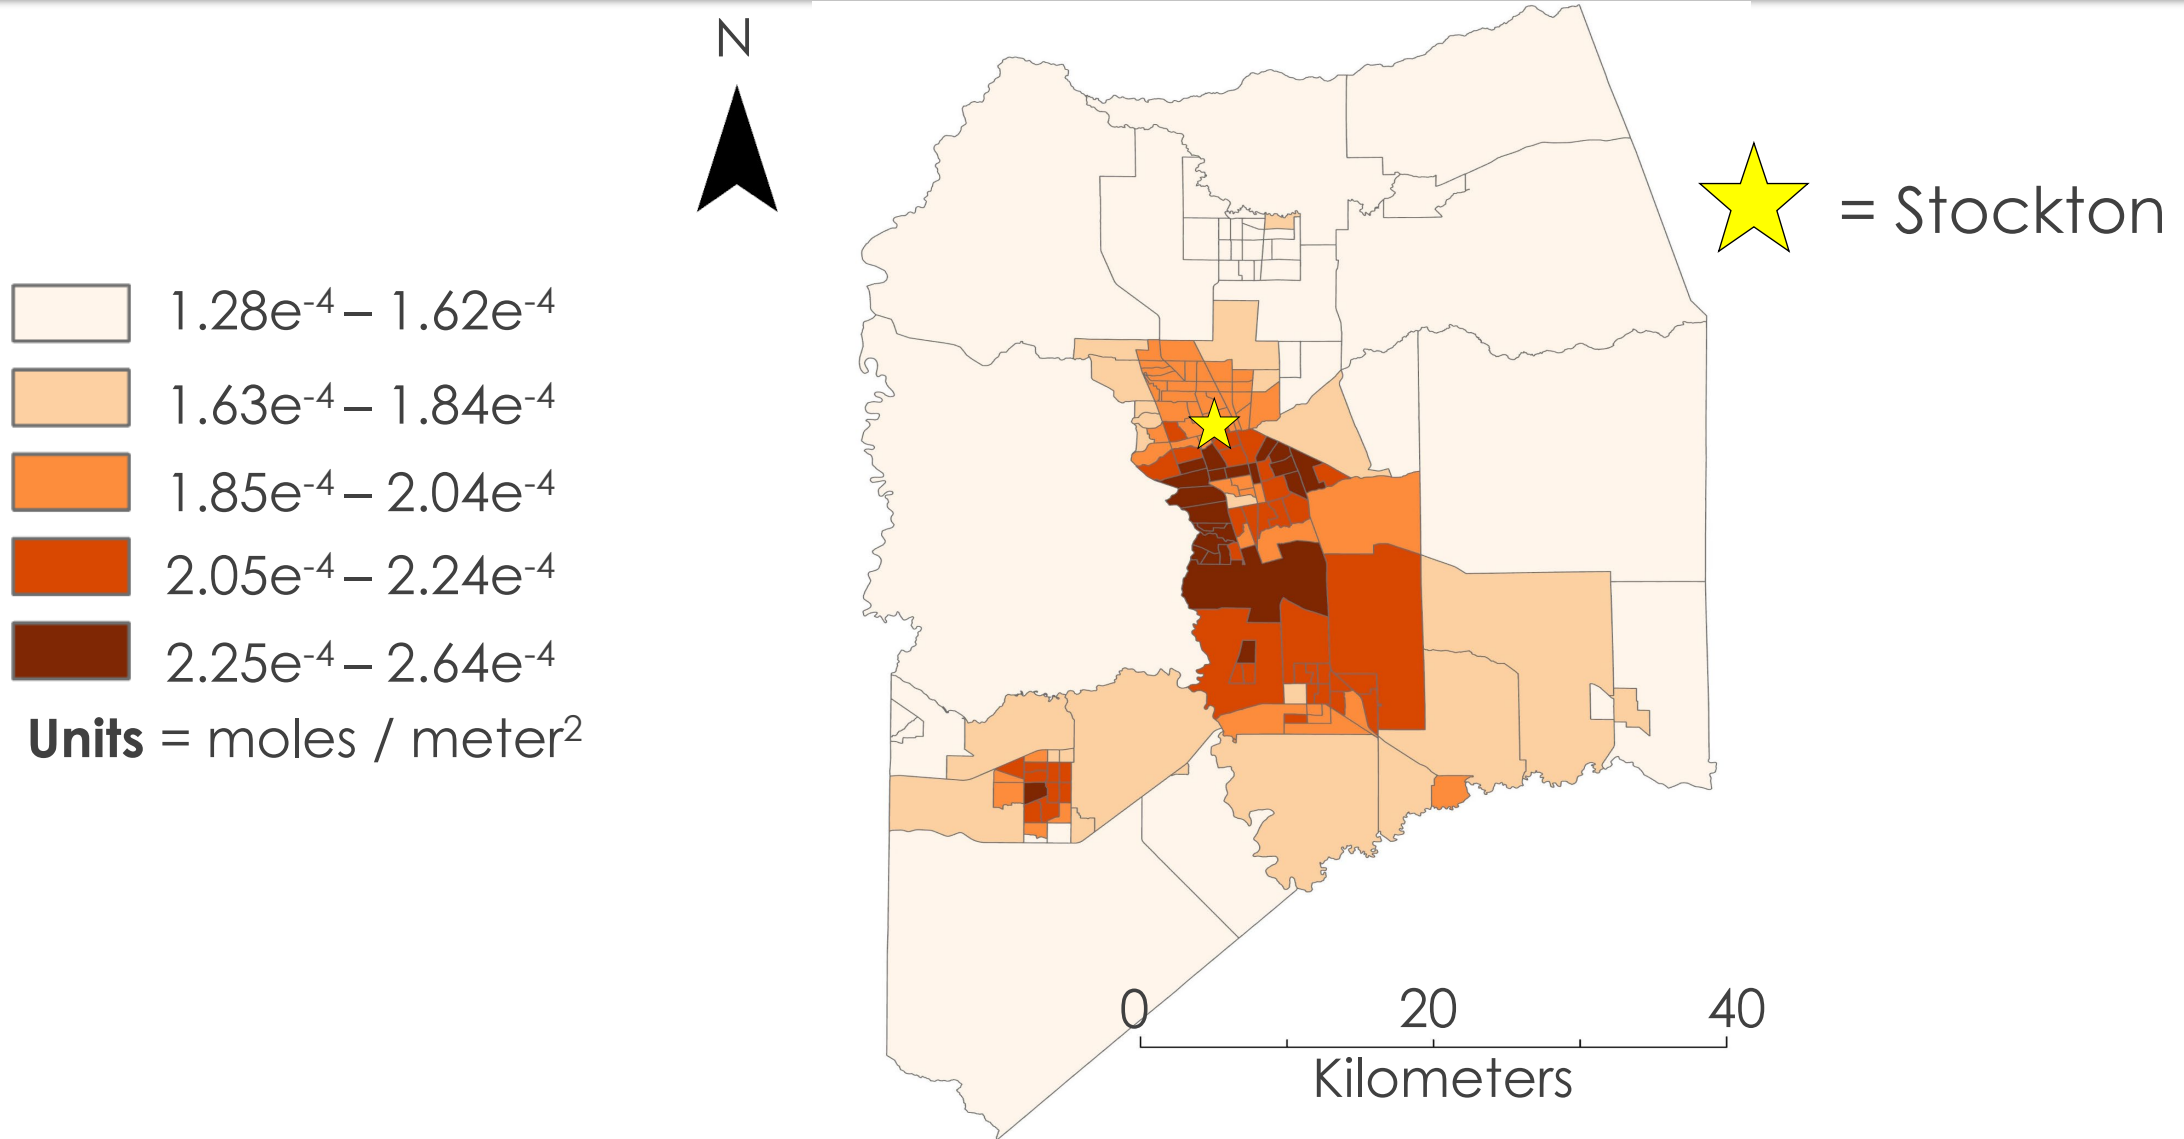 N
= Stockton
1.28e-4 – 1.62e-4
1.63e-4 – 1.84e-4
1.85e-4 – 2.04e-4
2.05e-4 – 2.24e-4
2.25e-4 – 2.64e-4
Units = moles / meter2
0 20 40
Kilometers